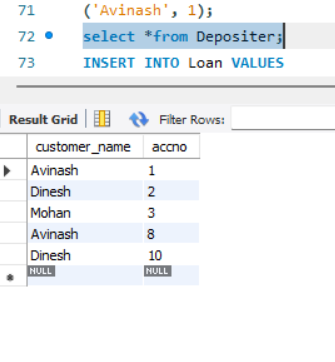 71 ('Avinash', 1);
72 select *from Depositer;
73 INSERT INTO Loan VALUES
Result Grid Filter Rows:
customer_name accno
Avinash 1
Dinesh 2
Mohan 3
Avinash 8
Dinesh 10
NULL NULL